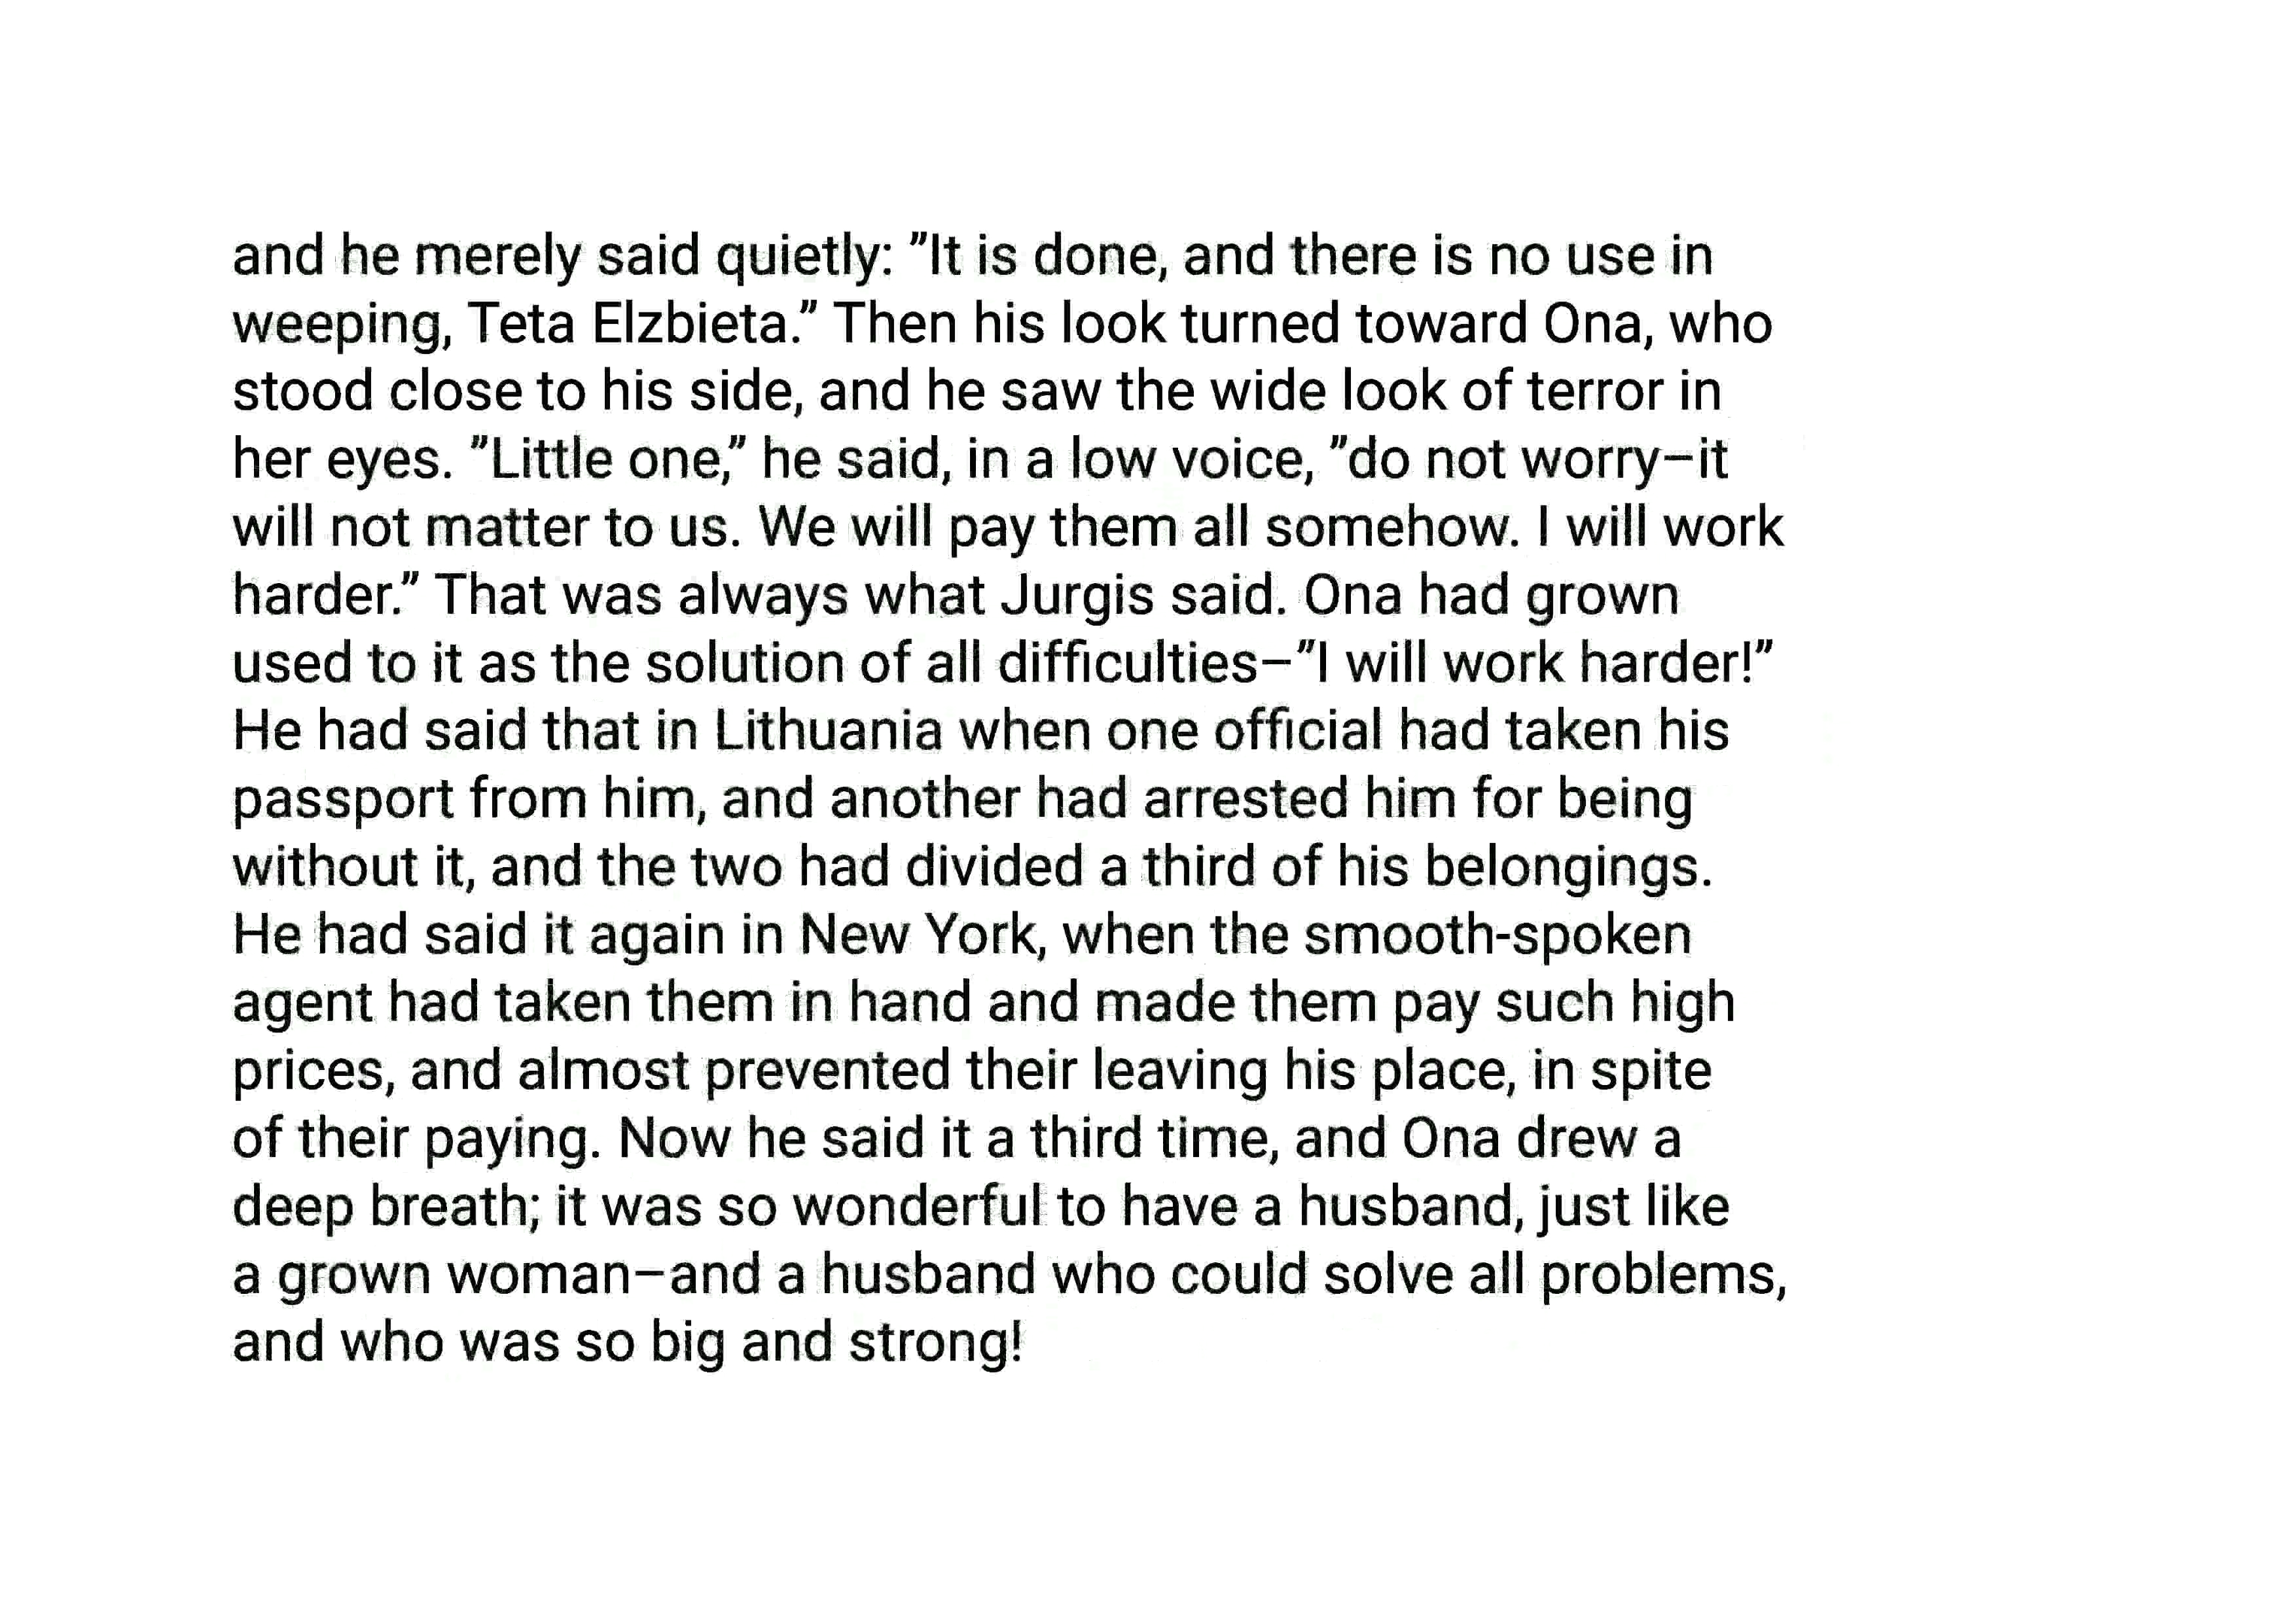 and he merely said quietly: ”It is done, and there is no use in
weeping, Teta Elzbieta.” Then his look turned toward Ona, who
stood close to his side, and he saw the wide look of terror in
her eyes. ”Little one,” he said, in a low voice, ”do not worry–it
will not matter to us. We will pay them all somehow. I will work
harder.” That was always what Jurgis said. Ona had grown
used to it as the solution of all difficulties–”I will work harder!”
He had said that in Lithuania when one official had taken his
passport from him, and another had arrested him for being
without it, and the two had divided a third of his belongings.
He had said it again in New York, when the smooth-spoken
agent had taken them in hand and made them pay such high
prices, and almost prevented their leaving his place, in spite
of their paying. Now he said it a third time, and Ona drew a
deep breath; it was so wonderful to have a husband, just like
a grown woman–and a husband who could solve all problems,
and who was so big and strong!